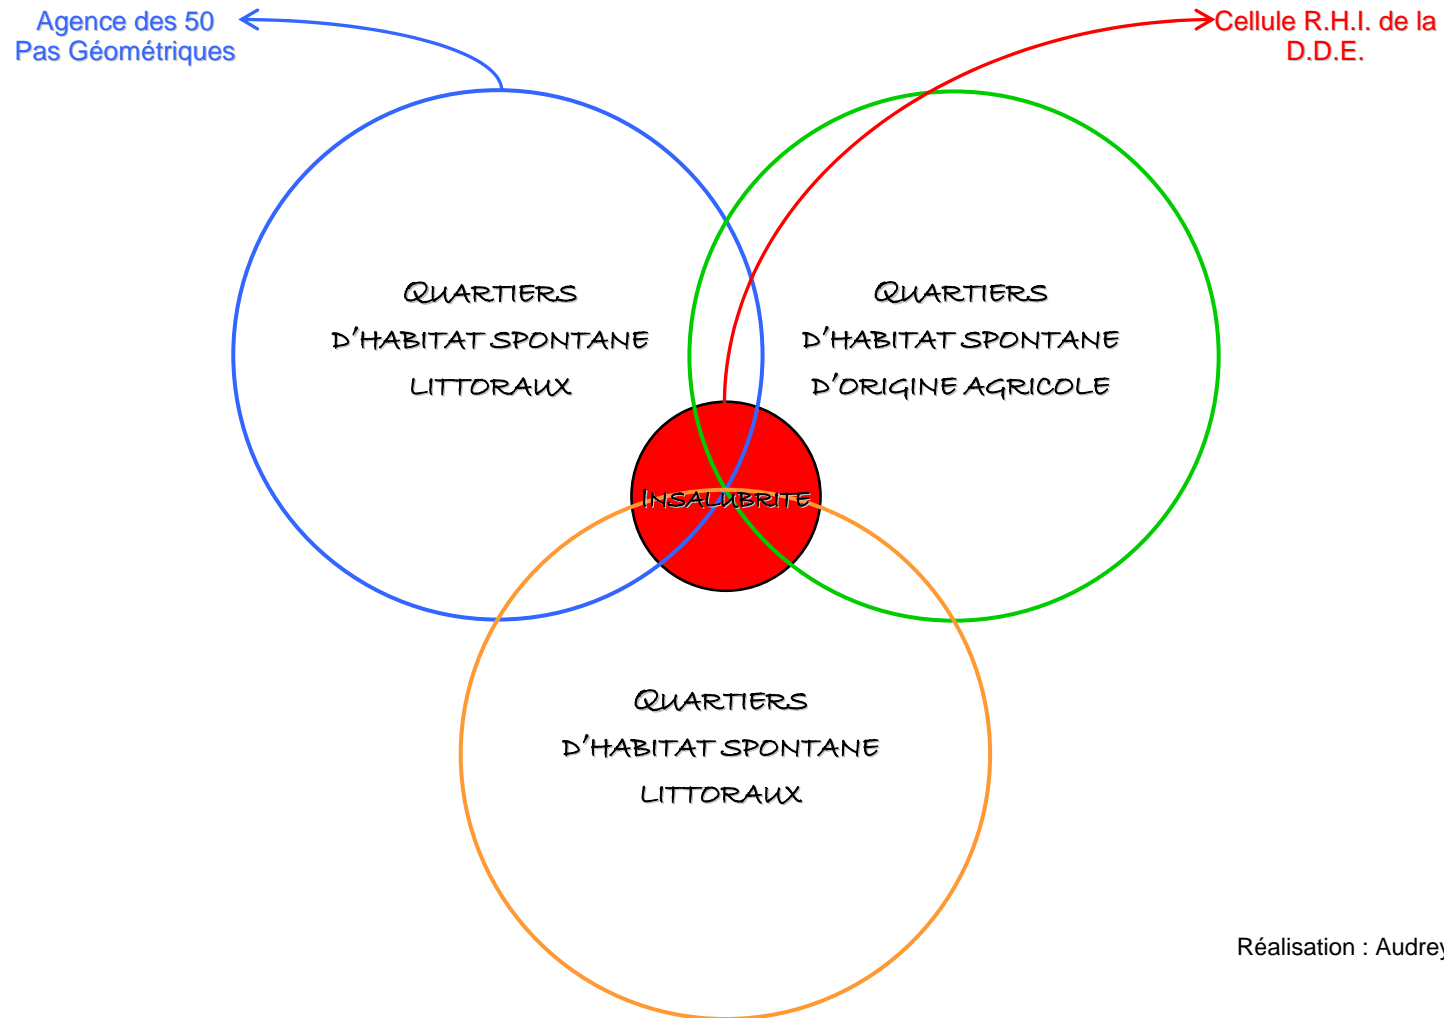 Agence des 50
Pas Géométriques
Cellule R.H.I. de la
D.D.E.
QUARTIERS
D'HABITAT SPONTANE
LITTORAUX
QUARTIERS
D'HABITAT SPONTANE
D'ORIGINE AGRICOLE
INSALUBRITE
QUARTIERS
D'HABITAT SPONTANE
LITTORAUX
Réalisation : Audrey